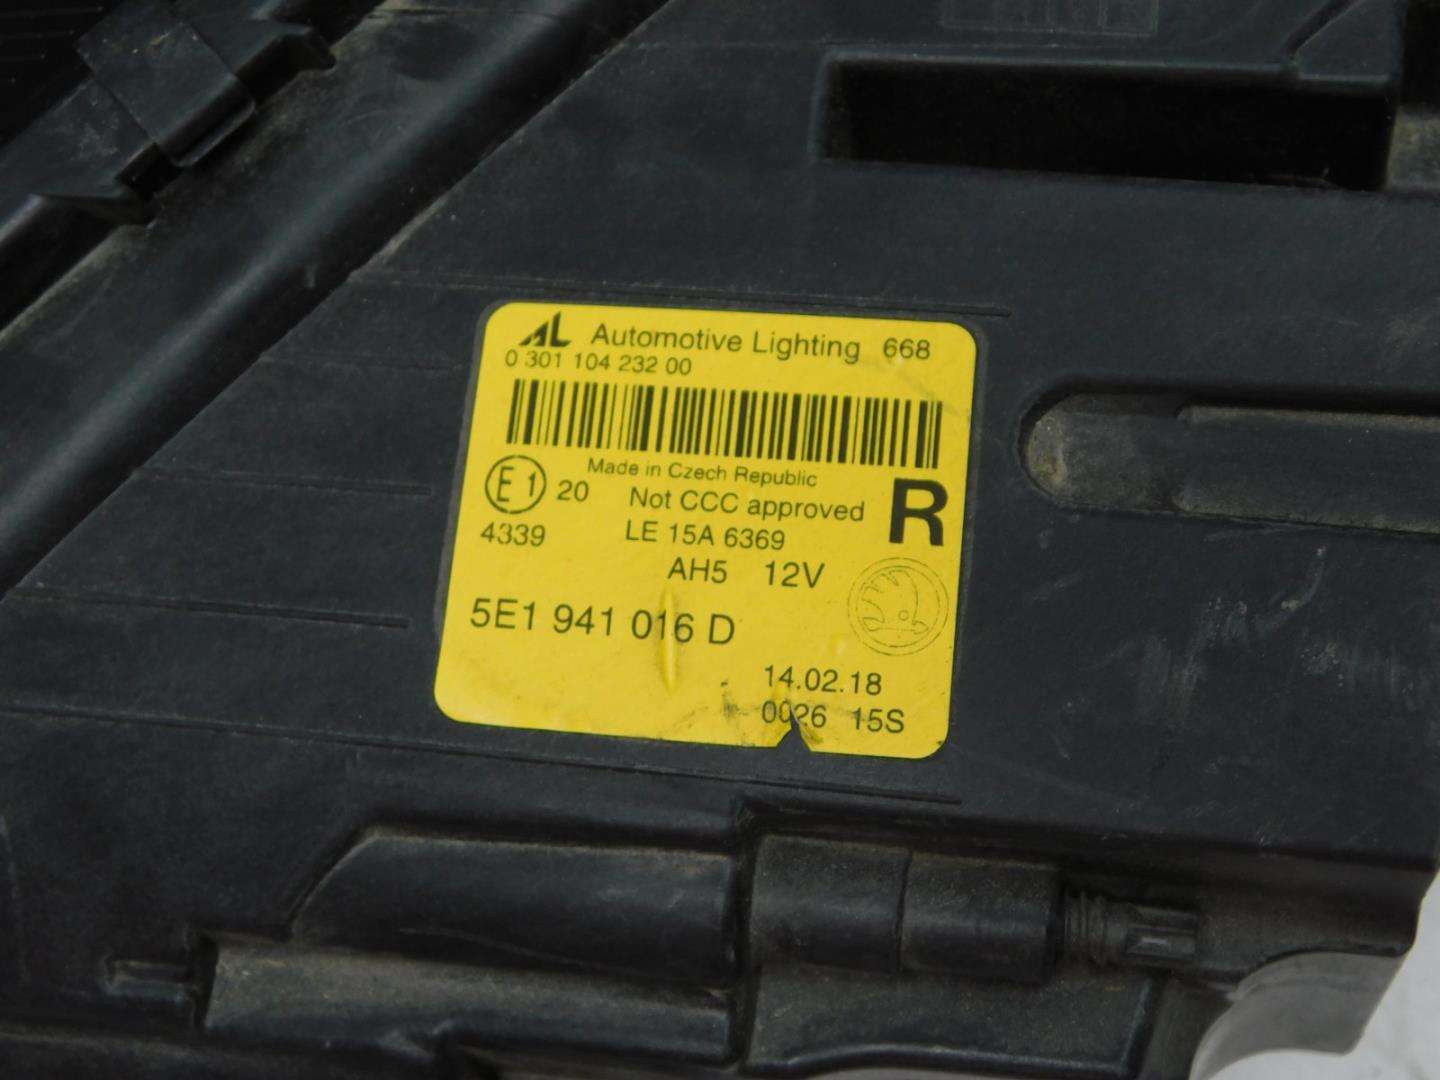 AL Automotive Lighting 668
0 301 104 232 00
Made in Czech Republic
E1 20 Not CCC approved R
4339 LE 15A 6369
AH5 12V
5E1 941 016 D
14.02.18
0026 15S